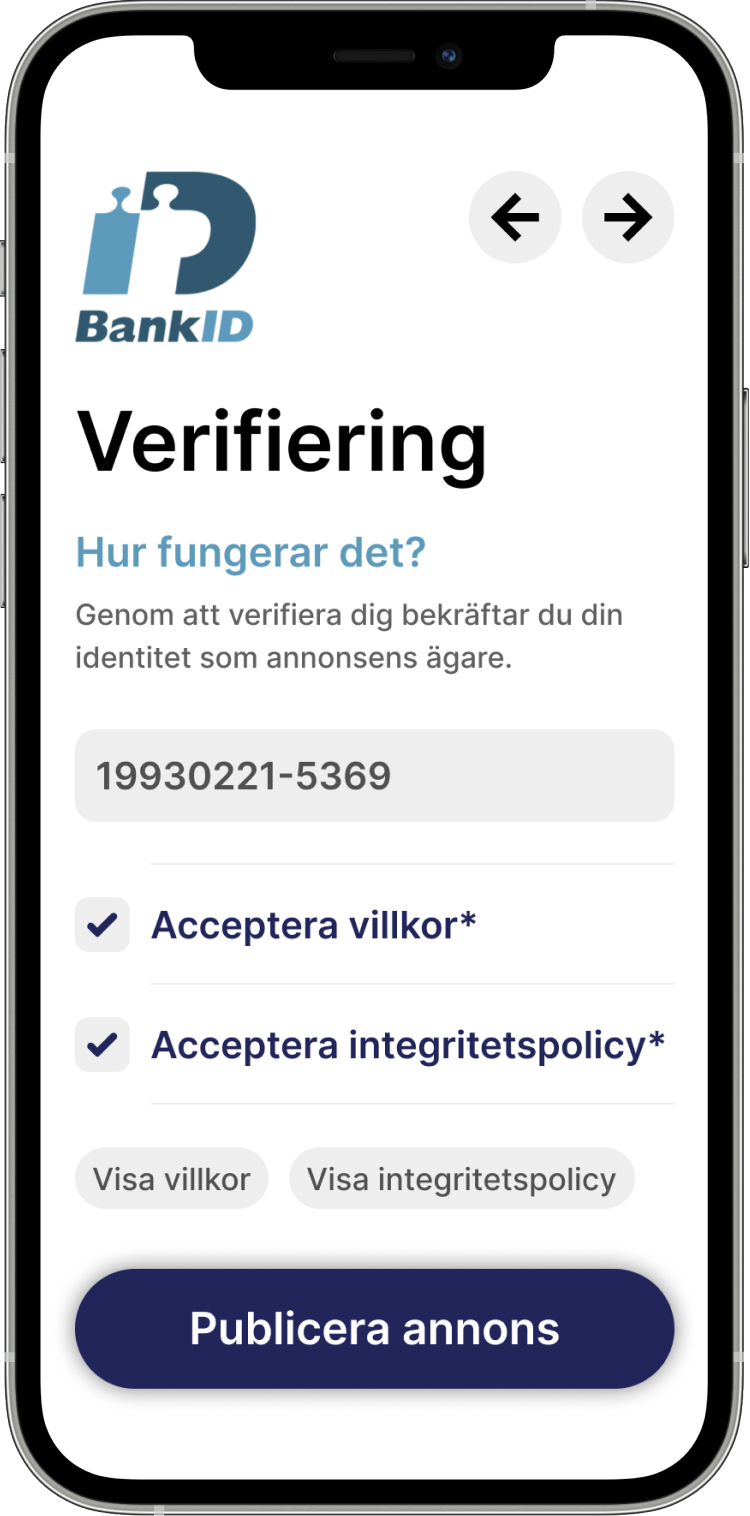 BankID
Verifiering
Hur fungerar det?
Genom att verifiera dig bekräftar du din
identitet som annonsens ägare.
19930221-5369
Acceptera villkor*
Acceptera integritetspolicy*
Visa villkor Visa integritetspolicy
Publicera annons